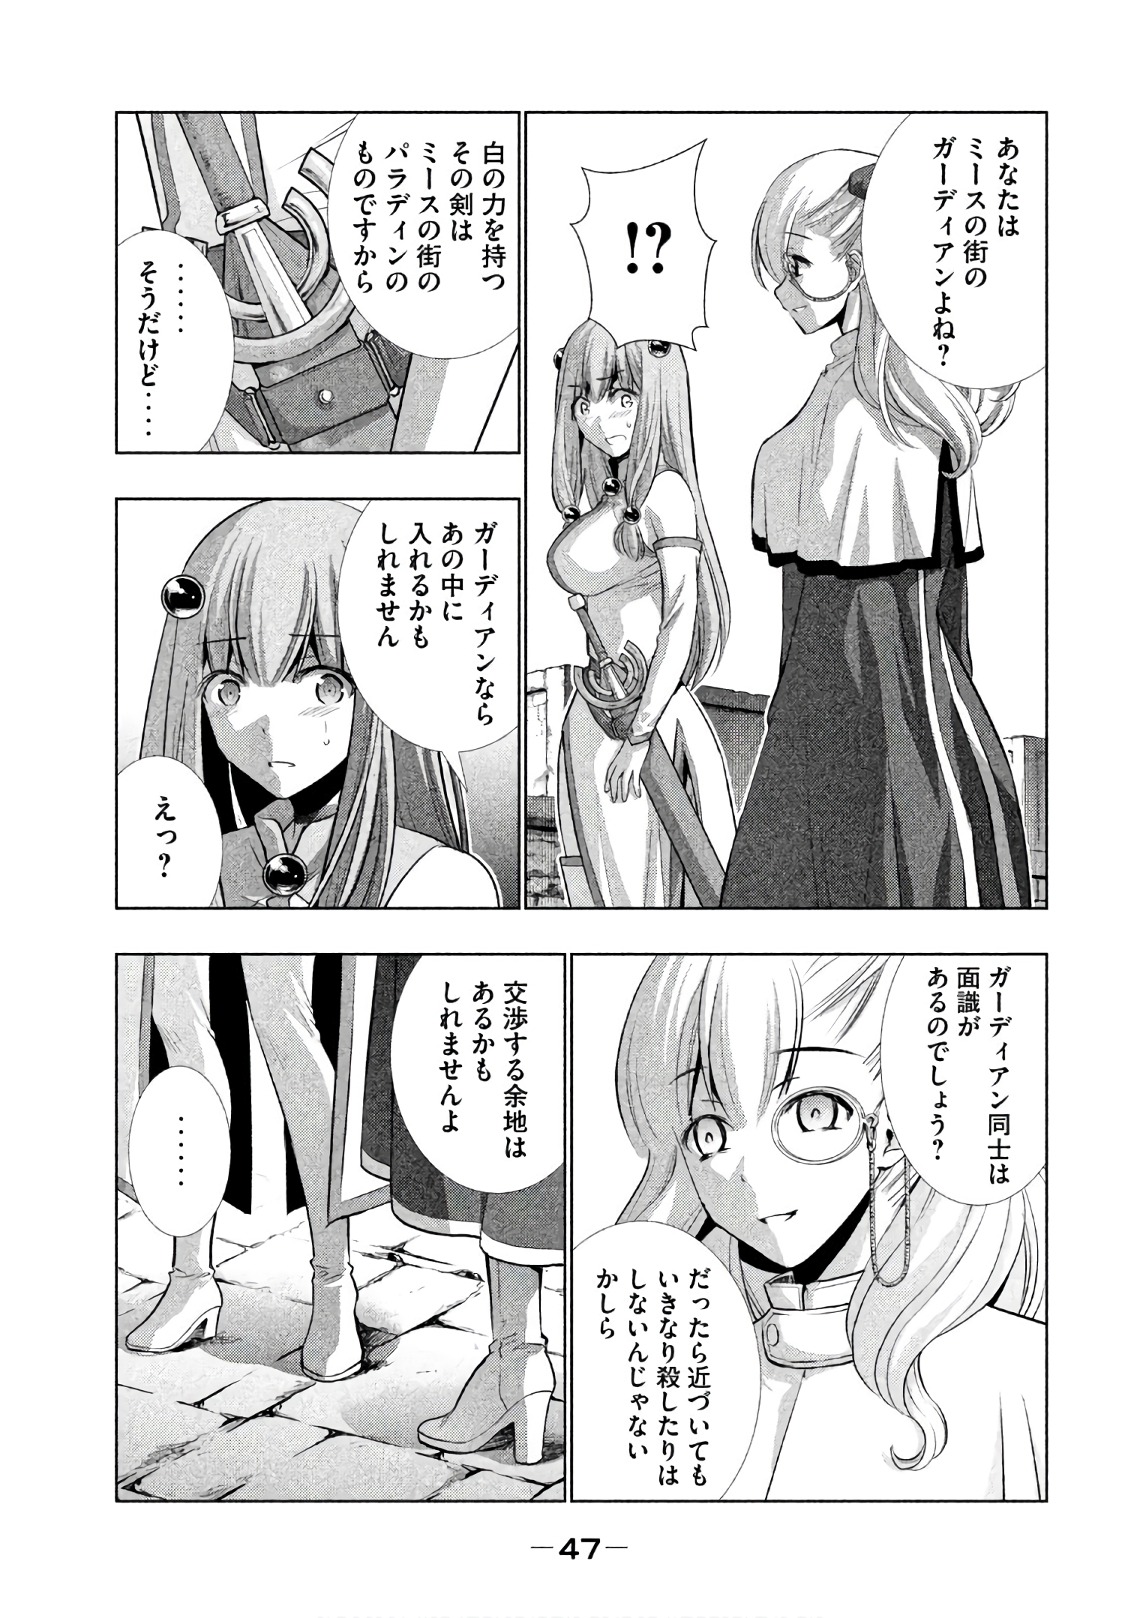 あなたは
ミースの街の
ガーディアンよね?
!?
白の力を持つ
その剣は
ミースの街の
パラディンの
ものですから
‥‥‥
そうだけど‥‥
ガーディアンなら
あの中に
入れるかも
しれません
えっ?
ガーディアン同士は
面識が
あるのでしょう?
だったら近づいても
いきなり殺したりは
しないんじゃない
かしら
交渉する余地は
あるかも
しれませんよ
‥‥‥
—47—